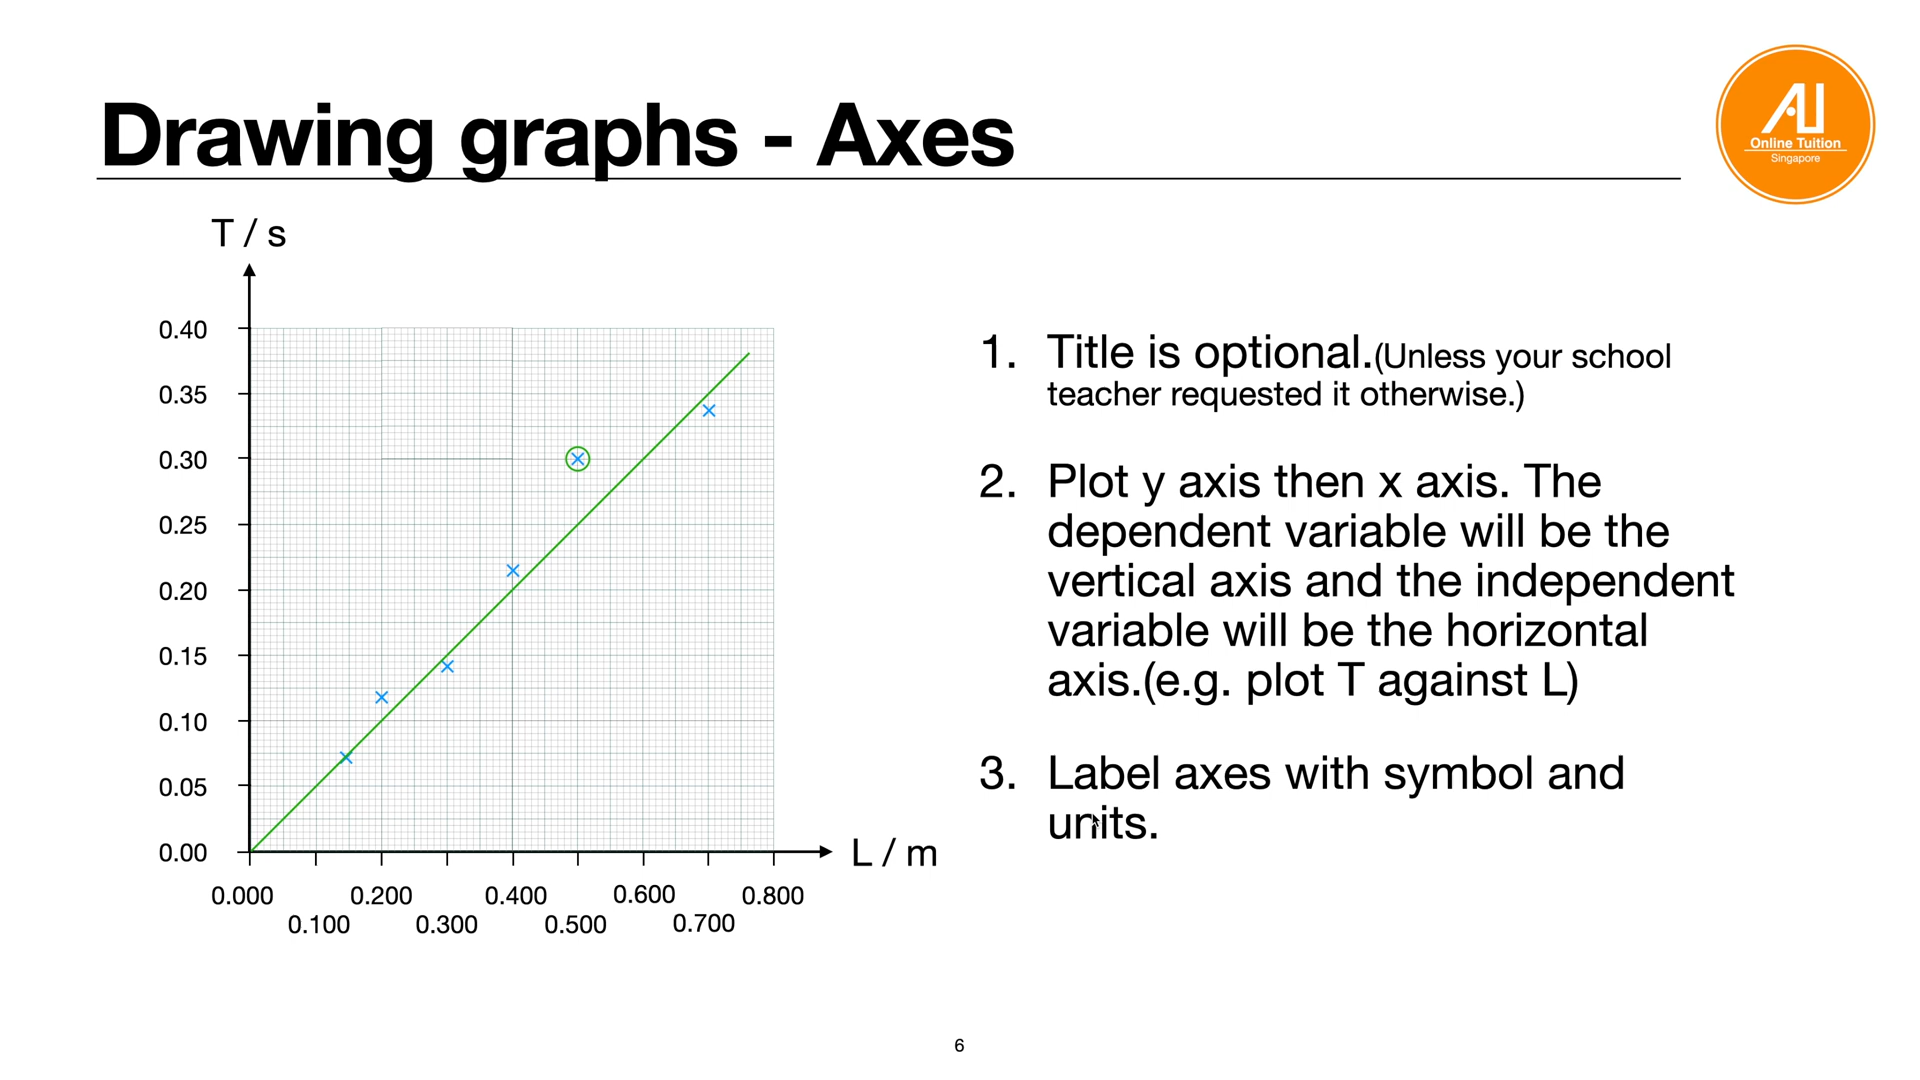 Drawing graphs - Axes
AU
Online Tuition
Singapore
T / s
0.40
0.35
0.30
0.25
0.20
0.15
0.10
0.05
0.00
L / m
0.000 0.200 0.400 0.600 0.800
0.100 0.300 0.500 0.700
1. Title is optional.(Unless your school
teacher requested it otherwise.)
2. Plot y axis then x axis. The
dependent variable will be the
vertical axis and the independent
variable will be the horizontal
axis.(e.g. plot T against L)
3. Label axes with symbol and
units.
6